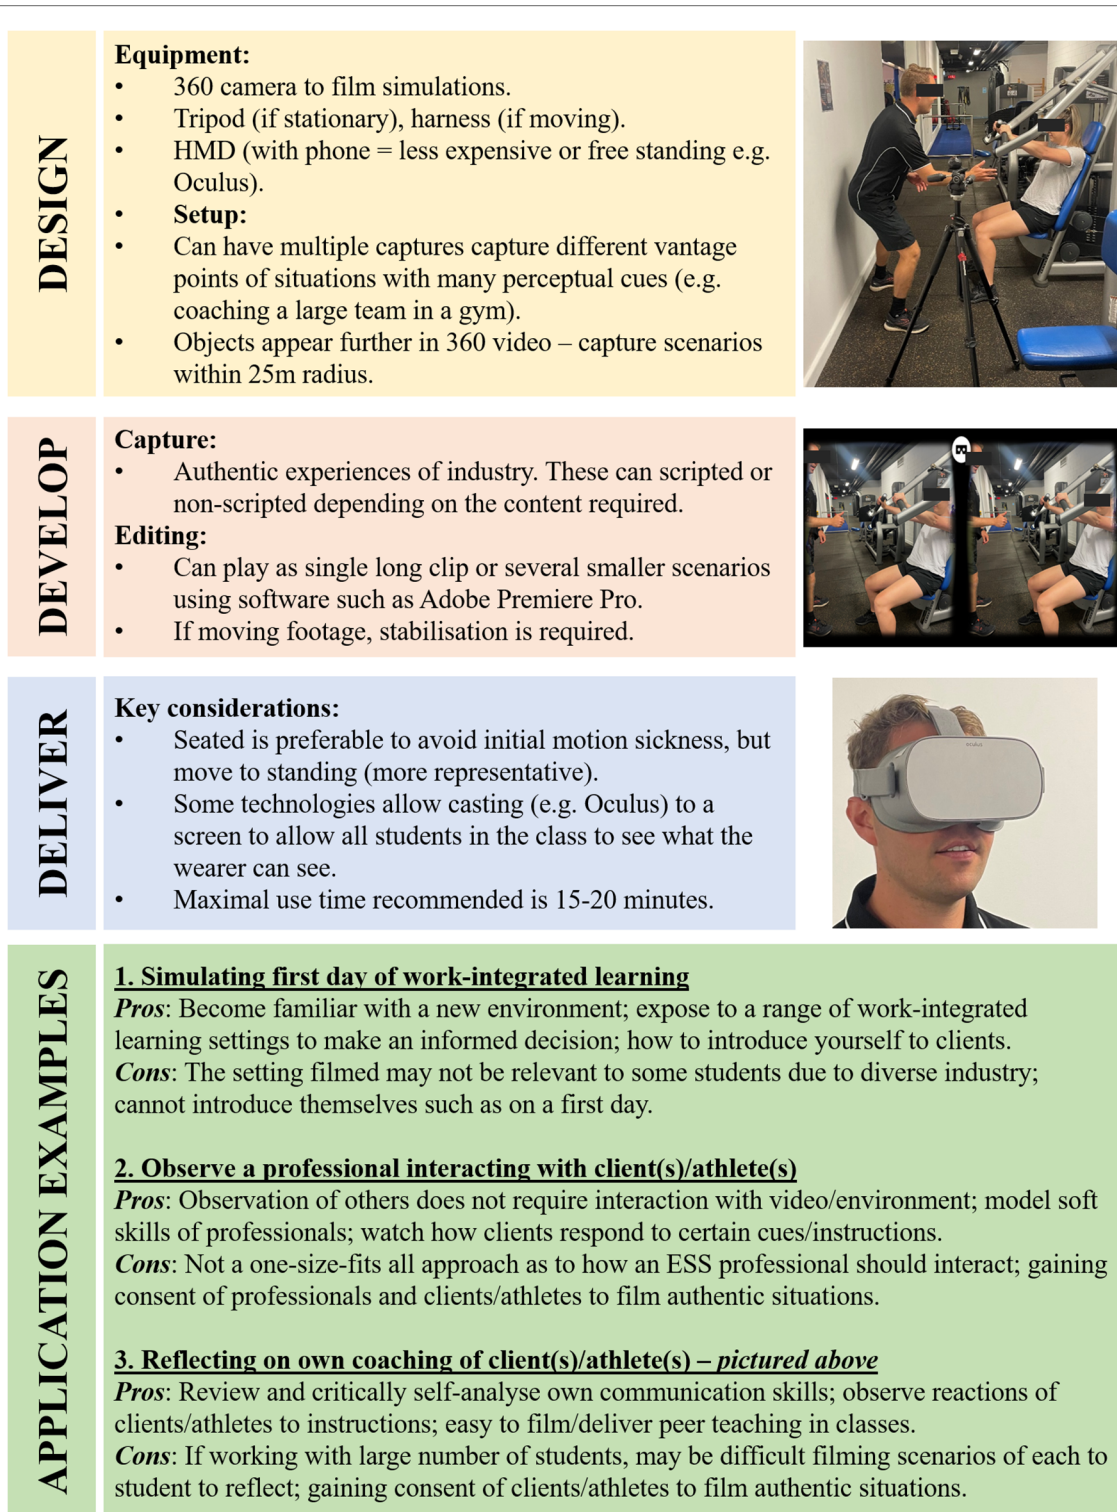 DESIGN
Equipment:
• 360 camera to film simulations.
• Tripod (if stationary), harness (if moving).
• HMD (with phone = less expensive or free standing e.g.
Oculus).
• Setup:
• Can have multiple captures capture different vantage
points of situations with many perceptual cues (e.g.
coaching a large team in a gym).
• Objects appear further in 360 video – capture scenarios
within 25m radius.
DEVELOP
Capture:
• Authentic experiences of industry. These can scripted or
non-scripted depending on the content required.
Editing:
• Can play as single long clip or several smaller scenarios
using software such as Adobe Premiere Pro.
• If moving footage, stabilisation is required.
DELIVER
Key considerations:
• Seated is preferable to avoid initial motion sickness, but
move to standing (more representative).
• Some technologies allow casting (e.g. Oculus) to a
screen to allow all students in the class to see what the
wearer can see.
• Maximal use time recommended is 15-20 minutes.
oculus
APPLICATION EXAMPLES
1. Simulating first day of work-integrated learning
Pros: Become familiar with a new environment; expose to a range of work-integrated
learning settings to make an informed decision; how to introduce yourself to clients.
Cons: The setting filmed may not be relevant to some students due to diverse industry;
cannot introduce themselves such as on a first day.
2. Observe a professional interacting with client(s)/athlete(s)
Pros: Observation of others does not require interaction with video/environment; model soft
skills of professionals; watch how clients respond to certain cues/instructions.
Cons: Not a one-size-fits all approach as to how an ESS professional should interact; gaining
consent of professionals and clients/athletes to film authentic situations.
3. Reflecting on own coaching of client(s)/athlete(s) – pictured above
Pros: Review and critically self-analyse own communication skills; observe reactions of
clients/athletes to instructions; easy to film/deliver peer teaching in classes.
Cons: If working with large number of students, may be difficult filming scenarios of each to
student to reflect; gaining consent of clients/athletes to film authentic situations.